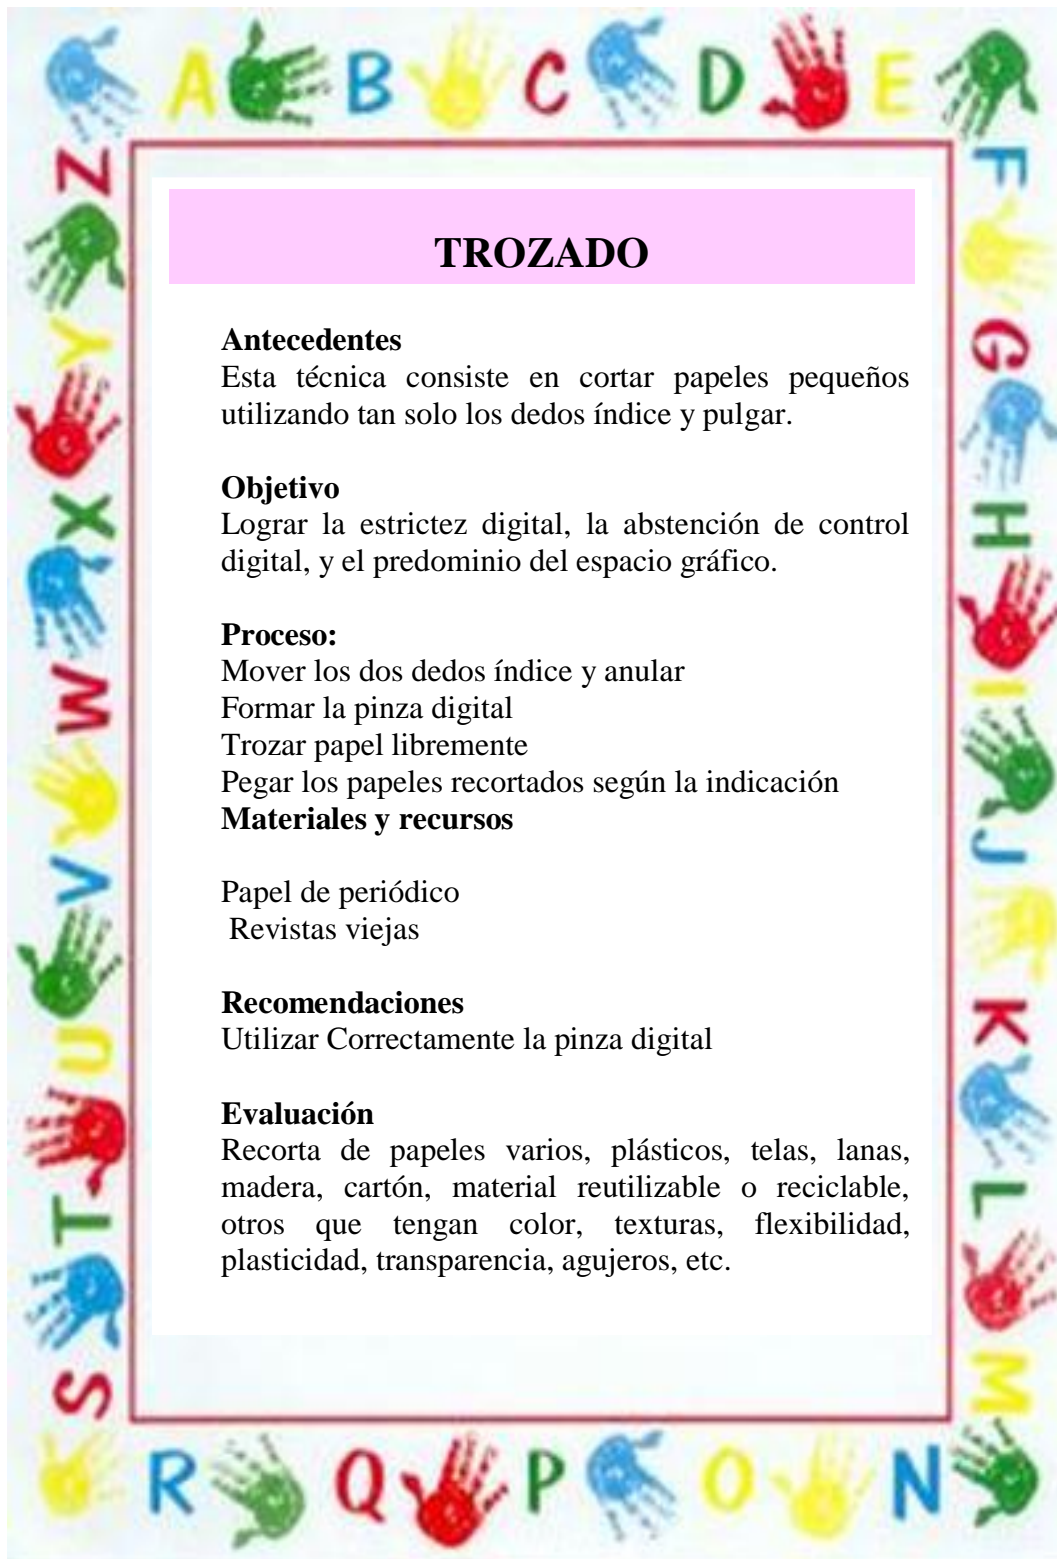 A B C D E
F
G
H
I
J
K
L
M
N
O
P
Q
R
S
T
U
V
W
X
Y
Z
TROZADO
Antecedentes
Esta técnica consiste en cortar papeles pequeños
utilizando tan solo los dedos índice y pulgar.
Objetivo
Lograr la estrictez digital, la abstención de control
digital, y el predominio del espacio gráfico.
Proceso:
Mover los dos dedos índice y anular
Formar la pinza digital
Trozar papel libremente
Pegar los papeles recortados según la indicación
Materiales y recursos
Papel de periódico
Revistas viejas
Recomendaciones
Utilizar Correctamente la pinza digital
Evaluación
Recorta de papeles varios, plásticos, telas, lanas,
madera, cartón, material reutilizable o reciclable,
otros que tengan color, texturas, flexibilidad,
plasticidad, transparencia, agujeros, etc.